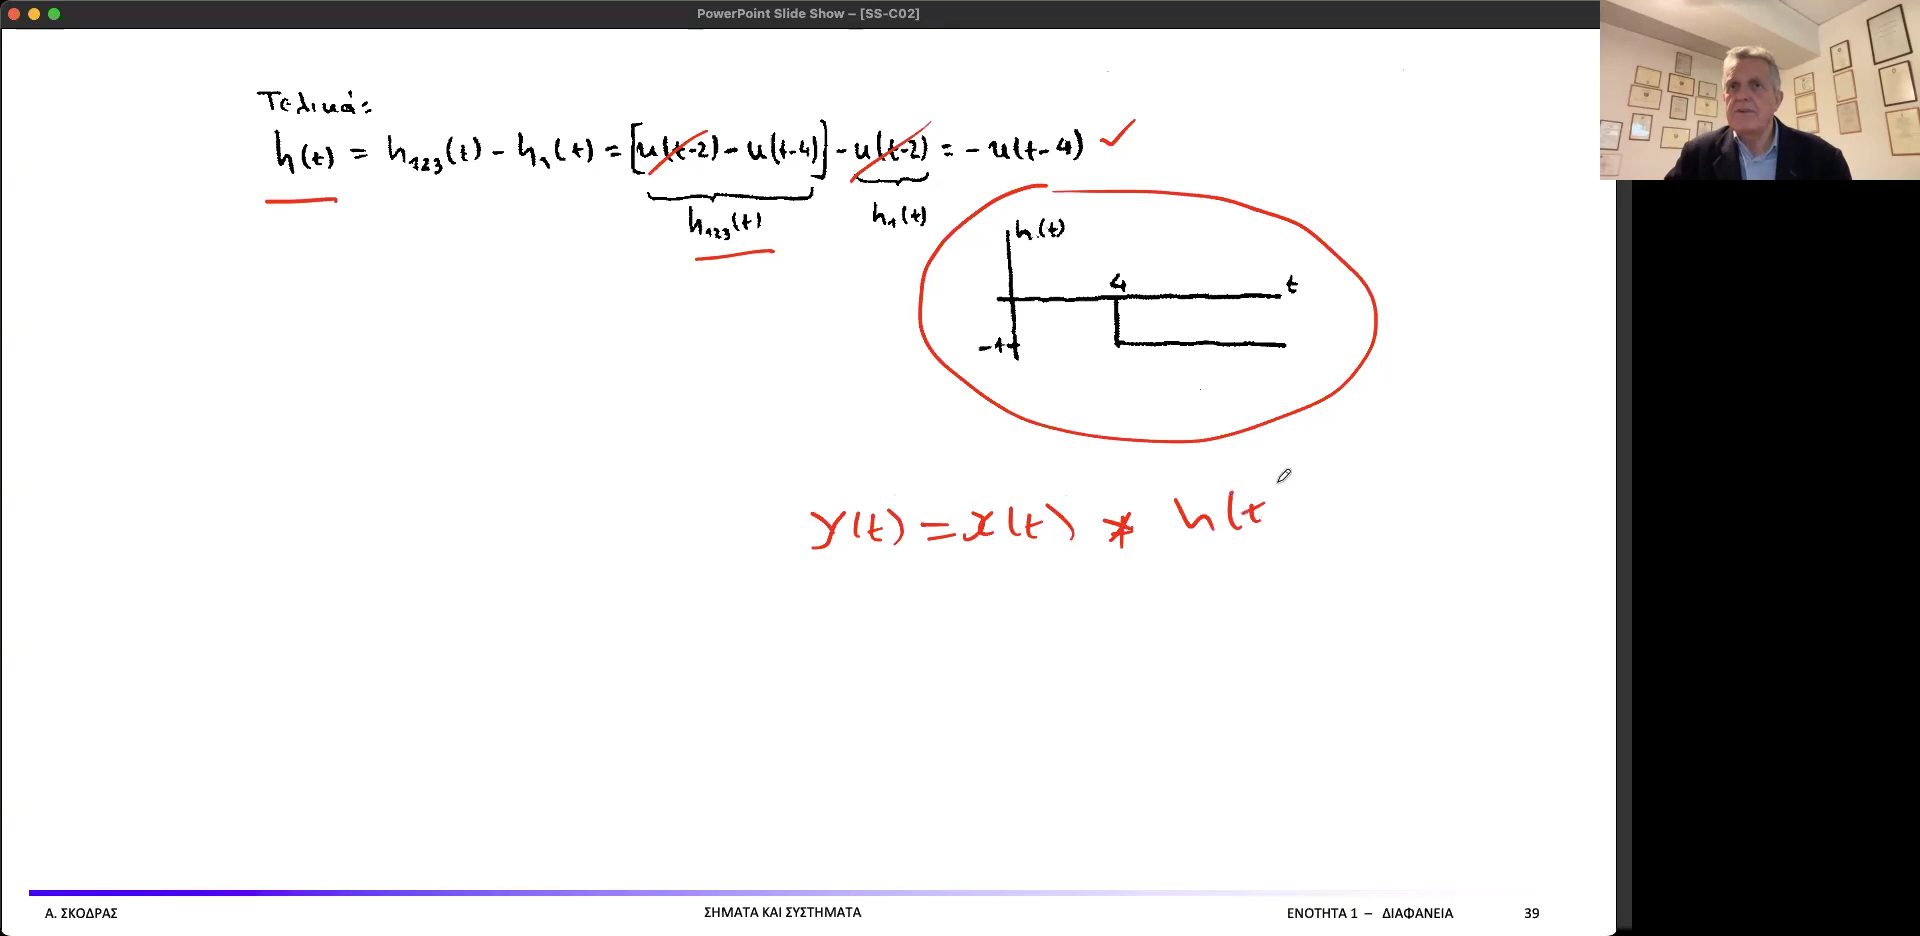 PowerPoint Slide Show – [SS-C02]
Τελικά:
h(t) = h₁₂₃(t) - h₁(t) = [u(t-2) - u(t-4)] - u(t-2) = - u(t-4) ✓
h₁₂₃(t) h₁(t)
h(t)
4 t
-1
y(t) = x(t) * h(t
Α. ΣΚΟΔΡΑΣ ΣΗΜΑΤΑ ΚΑΙ ΣΥΣΤΗΜΑΤΑ ΕΝΟΤΗΤΑ 1 – ΔΙΑΦΑΝΕΙΑ 39